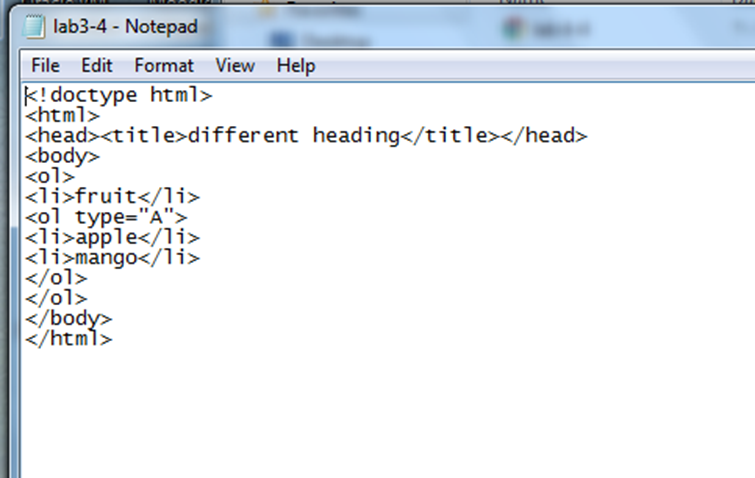 lab3-4 - Notepad
File Edit Format View Help
<!doctype html>
<html>
<head><title>different heading</title></head>
<body>
<ol>
<li>fruit</li>
<ol type="A">
<li>apple</li>
<li>mango</li>
</ol>
</ol>
</body>
</html>